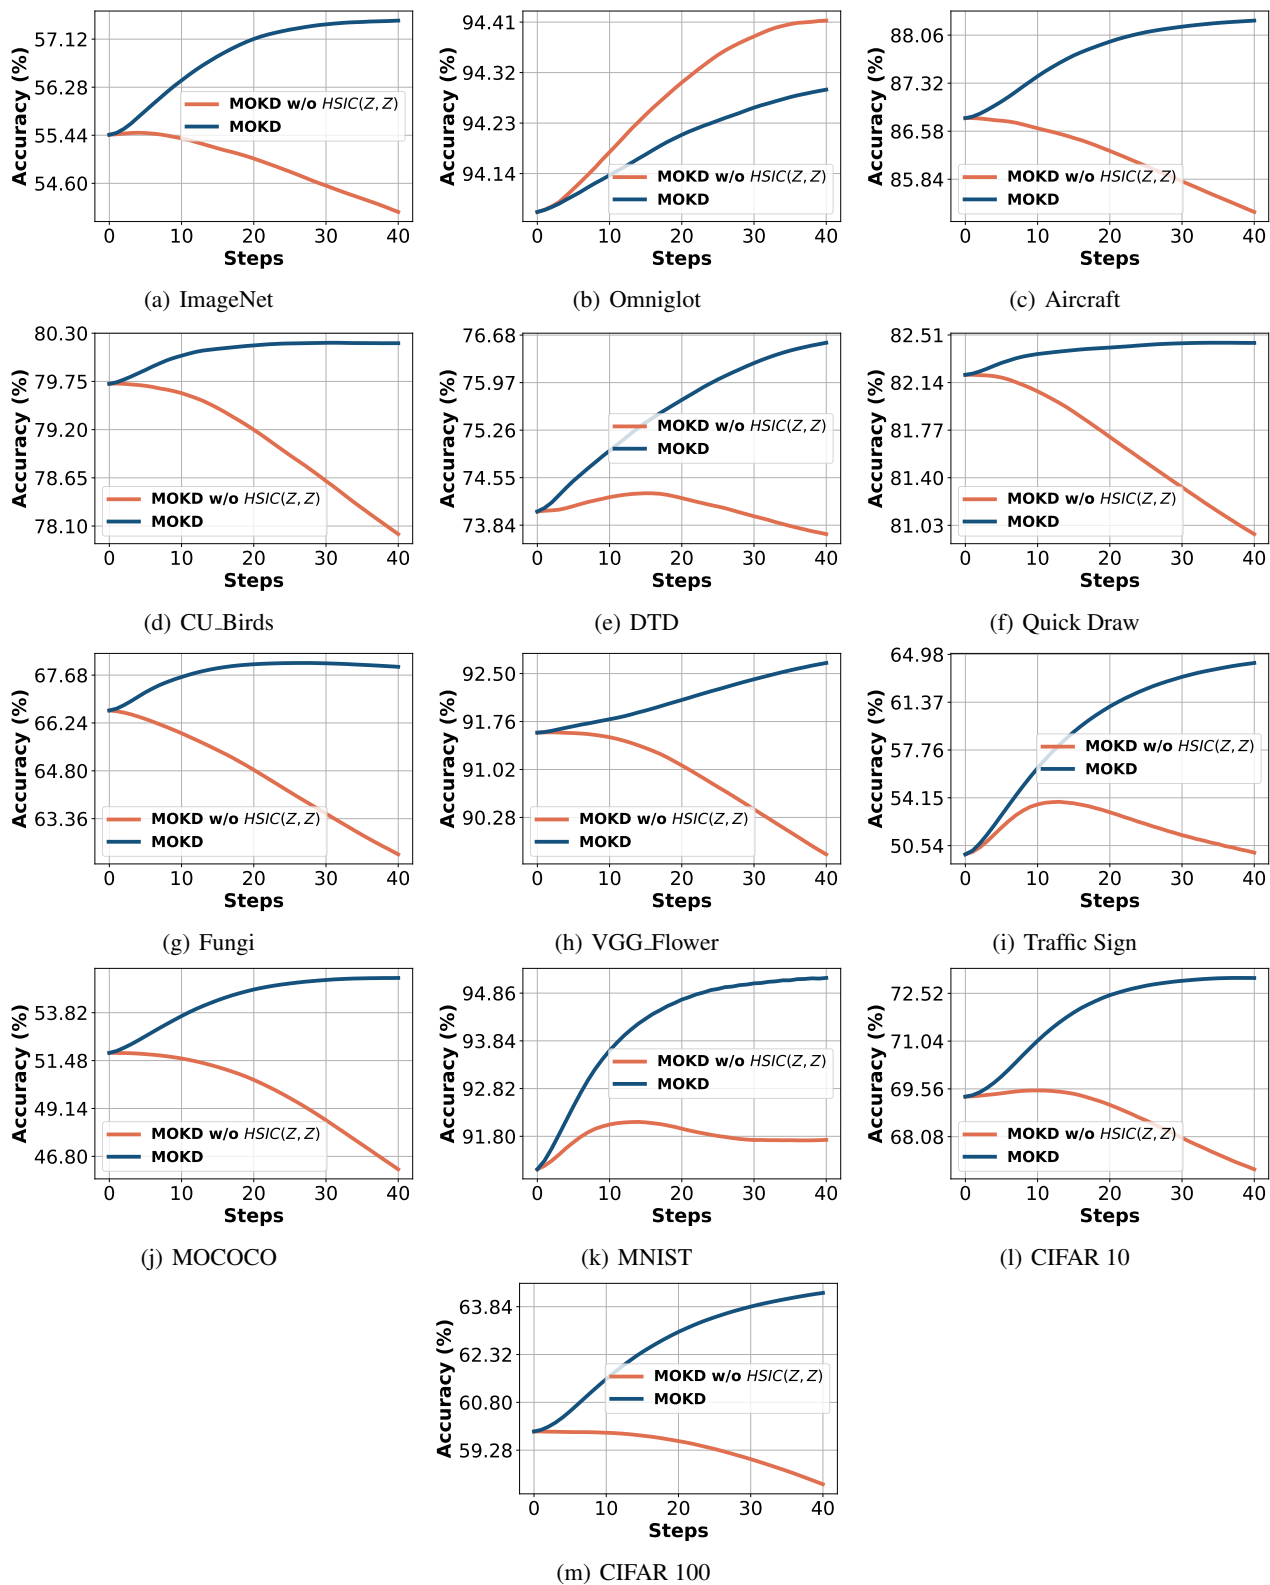 57.12
56.28
55.44
54.60
Accuracy (%)
MOKD w/o HSIC(Z, Z)
MOKD
0 10 20 30 40
Steps
(a) ImageNet
94.41
94.32
94.23
94.14
Accuracy (%)
MOKD w/o HSIC(Z, Z)
MOKD
0 10 20 30 40
Steps
(b) Omniglot
88.06
87.32
86.58
85.84
Accuracy (%)
MOKD w/o HSIC(Z, Z)
MOKD
0 10 20 30 40
Steps
(c) Aircraft
80.30
79.75
79.20
78.65
78.10
Accuracy (%)
MOKD w/o HSIC(Z, Z)
MOKD
0 10 20 30 40
Steps
(d) CU_Birds
76.68
75.97
75.26
74.55
73.84
Accuracy (%)
MOKD w/o HSIC(Z, Z)
MOKD
0 10 20 30 40
Steps
(e) DTD
82.51
82.14
81.77
81.40
81.03
Accuracy (%)
MOKD w/o HSIC(Z, Z)
MOKD
0 10 20 30 40
Steps
(f) Quick Draw
67.68
66.24
64.80
63.36
Accuracy (%)
MOKD w/o HSIC(Z, Z)
MOKD
0 10 20 30 40
Steps
(g) Fungi
92.50
91.76
91.02
90.28
Accuracy (%)
MOKD w/o HSIC(Z, Z)
MOKD
0 10 20 30 40
Steps
(h) VGG_Flower
64.98
61.37
57.76
54.15
50.54
Accuracy (%)
MOKD w/o HSIC(Z, Z)
MOKD
0 10 20 30 40
Steps
(i) Traffic Sign
53.82
51.48
49.14
46.80
Accuracy (%)
MOKD w/o HSIC(Z, Z)
MOKD
0 10 20 30 40
Steps
(j) MOCOCO
94.86
93.84
92.82
91.80
Accuracy (%)
MOKD w/o HSIC(Z, Z)
MOKD
0 10 20 30 40
Steps
(k) MNIST
72.52
71.04
69.56
68.08
Accuracy (%)
MOKD w/o HSIC(Z, Z)
MOKD
0 10 20 30 40
Steps
(l) CIFAR 10
63.84
62.32
60.80
59.28
Accuracy (%)
MOKD w/o HSIC(Z, Z)
MOKD
0 10 20 30 40
Steps
(m) CIFAR 100